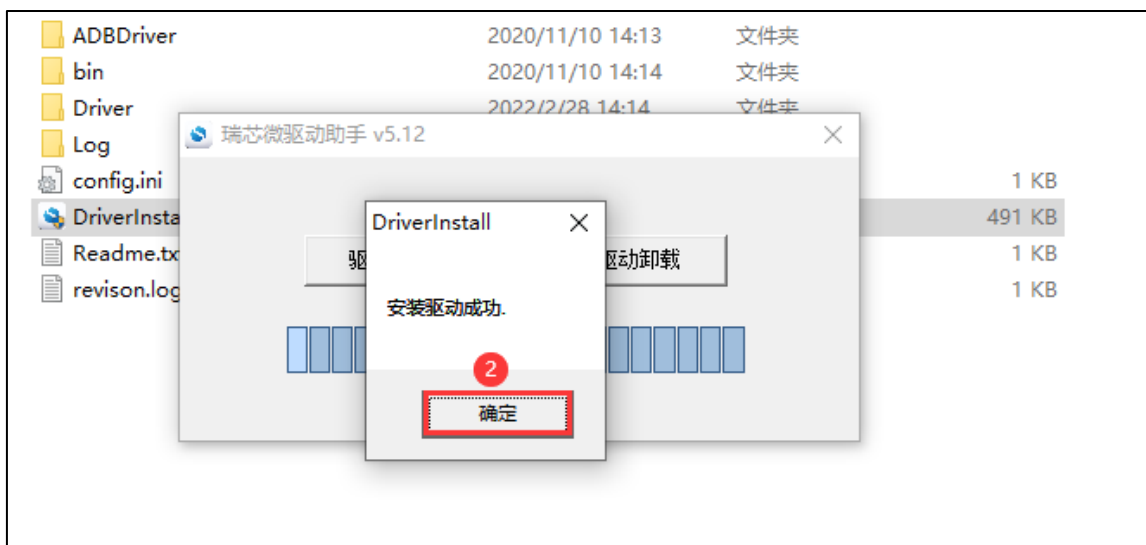 ADBDriver 2020/11/10 14:13 文件夹
bin 2020/11/10 14:14 文件夹
Driver 2022/2/28 14:14 文件夹
Log
瑞芯微驱动助手 v5.12
config.ini 1 KB
DriverInsta 491 KB
DriverInstall
Readme.tx 1 KB
驱动卸载
revison.log 1 KB
安装驱动成功.
2
确定